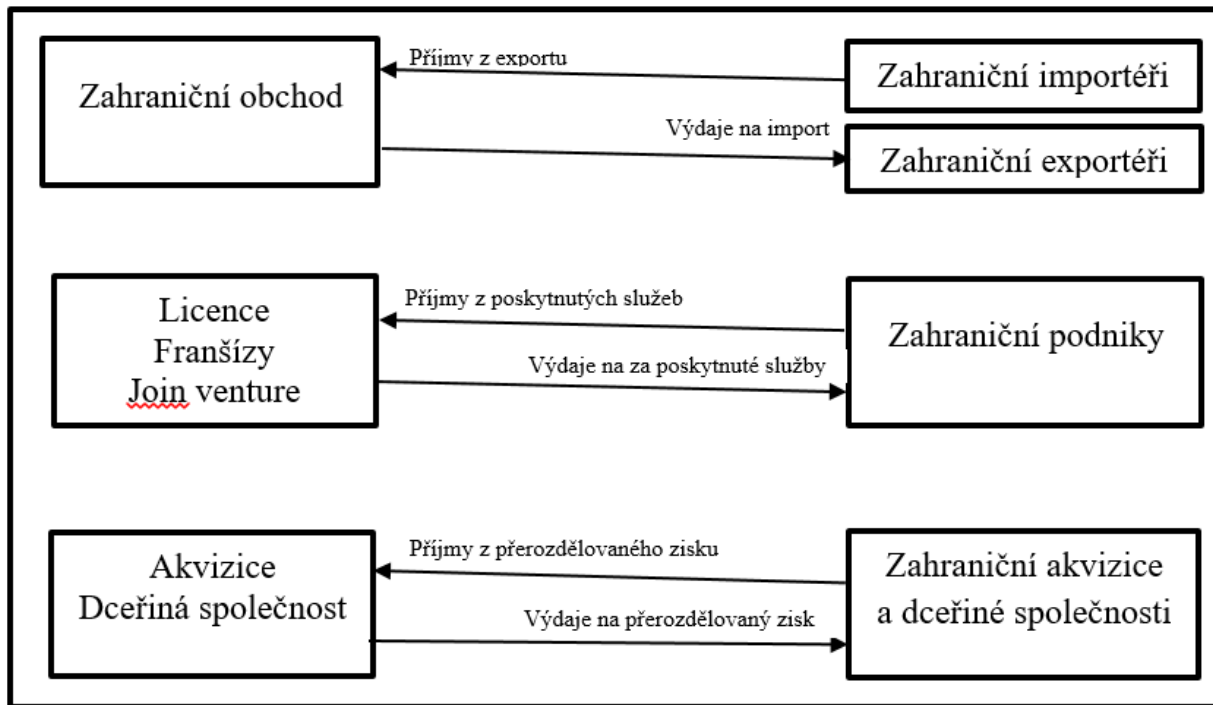 Zahraniční obchod
Příjmy z exportu
Výdaje na import
Zahraniční importéři
Zahraniční exportéři
Licence
Franšízy
Join venture
Příjmy z poskytnutých služeb
Výdaje na za poskytnuté služby
Zahraniční podniky
Akvizice
Dceřiná společnost
Příjmy z přerozdělovaného zisku
Výdaje na přerozdělovaný zisk
Zahraniční akvizice
a dceřiné společnosti